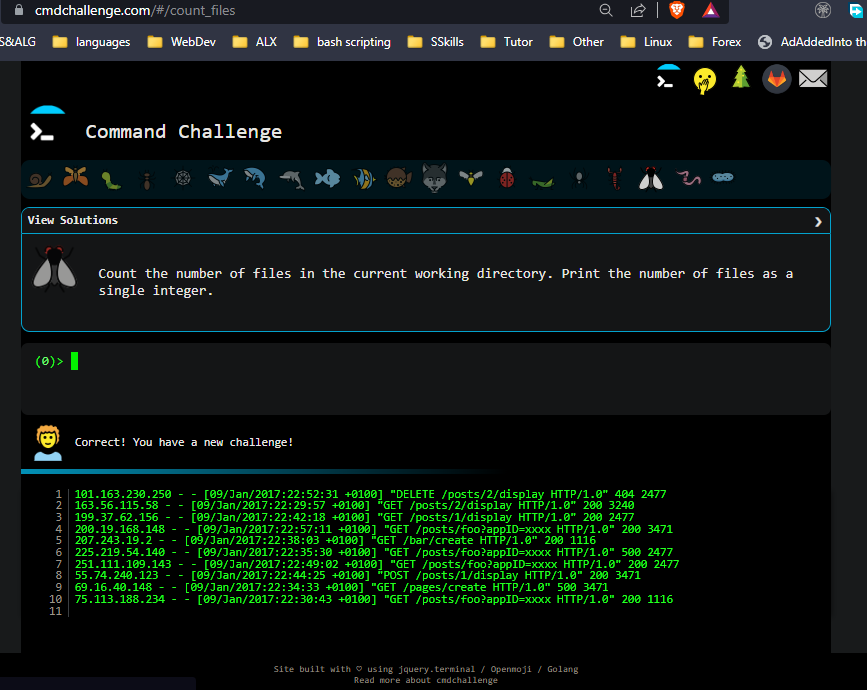 cmdchallenge.com/#/count_files
S&ALG languages WebDev ALX bash scripting SSkills Tutor Other Linux Forex AdAddedInto th
Command Challenge
View Solutions
Count the number of files in the current working directory. Print the number of files as a
single integer.
(0)>
Correct! You have a new challenge!
1 101.163.230.250 - - [09/Jan/2017:22:52:31 +0100] "DELETE /posts/2/display HTTP/1.0" 404 2477
2 163.56.115.58 - - [09/Jan/2017:22:29:57 +0100] "GET /posts/2/display HTTP/1.0" 200 3240
3 199.37.62.156 - - [09/Jan/2017:22:42:18 +0100] "GET /posts/1/display HTTP/1.0" 200 2477
4 200.19.168.148 - - [09/Jan/2017:22:57:11 +0100] "GET /posts/foo?appID=xxxx HTTP/1.0" 200 3471
5 207.243.19.2 - - [09/Jan/2017:22:38:03 +0100] "GET /bar/create HTTP/1.0" 200 1116
6 225.219.54.140 - - [09/Jan/2017:22:35:30 +0100] "GET /posts/foo?appID=xxxx HTTP/1.0" 500 2477
7 251.111.109.143 - - [09/Jan/2017:22:49:02 +0100] "GET /posts/foo?appID=xxxx HTTP/1.0" 200 2477
8 55.74.240.123 - - [09/Jan/2017:22:44:25 +0100] "POST /posts/1/display HTTP/1.0" 200 3471
9 69.16.40.148 - - [09/Jan/2017:22:34:33 +0100] "GET /pages/create HTTP/1.0" 500 3471
10 75.113.188.234 - - [09/Jan/2017:22:30:43 +0100] "GET /posts/foo?appID=xxxx HTTP/1.0" 200 1116
11
Site built with ♡ using jquery.terminal / Openmoji / Golang
Read more about cmdchallenge